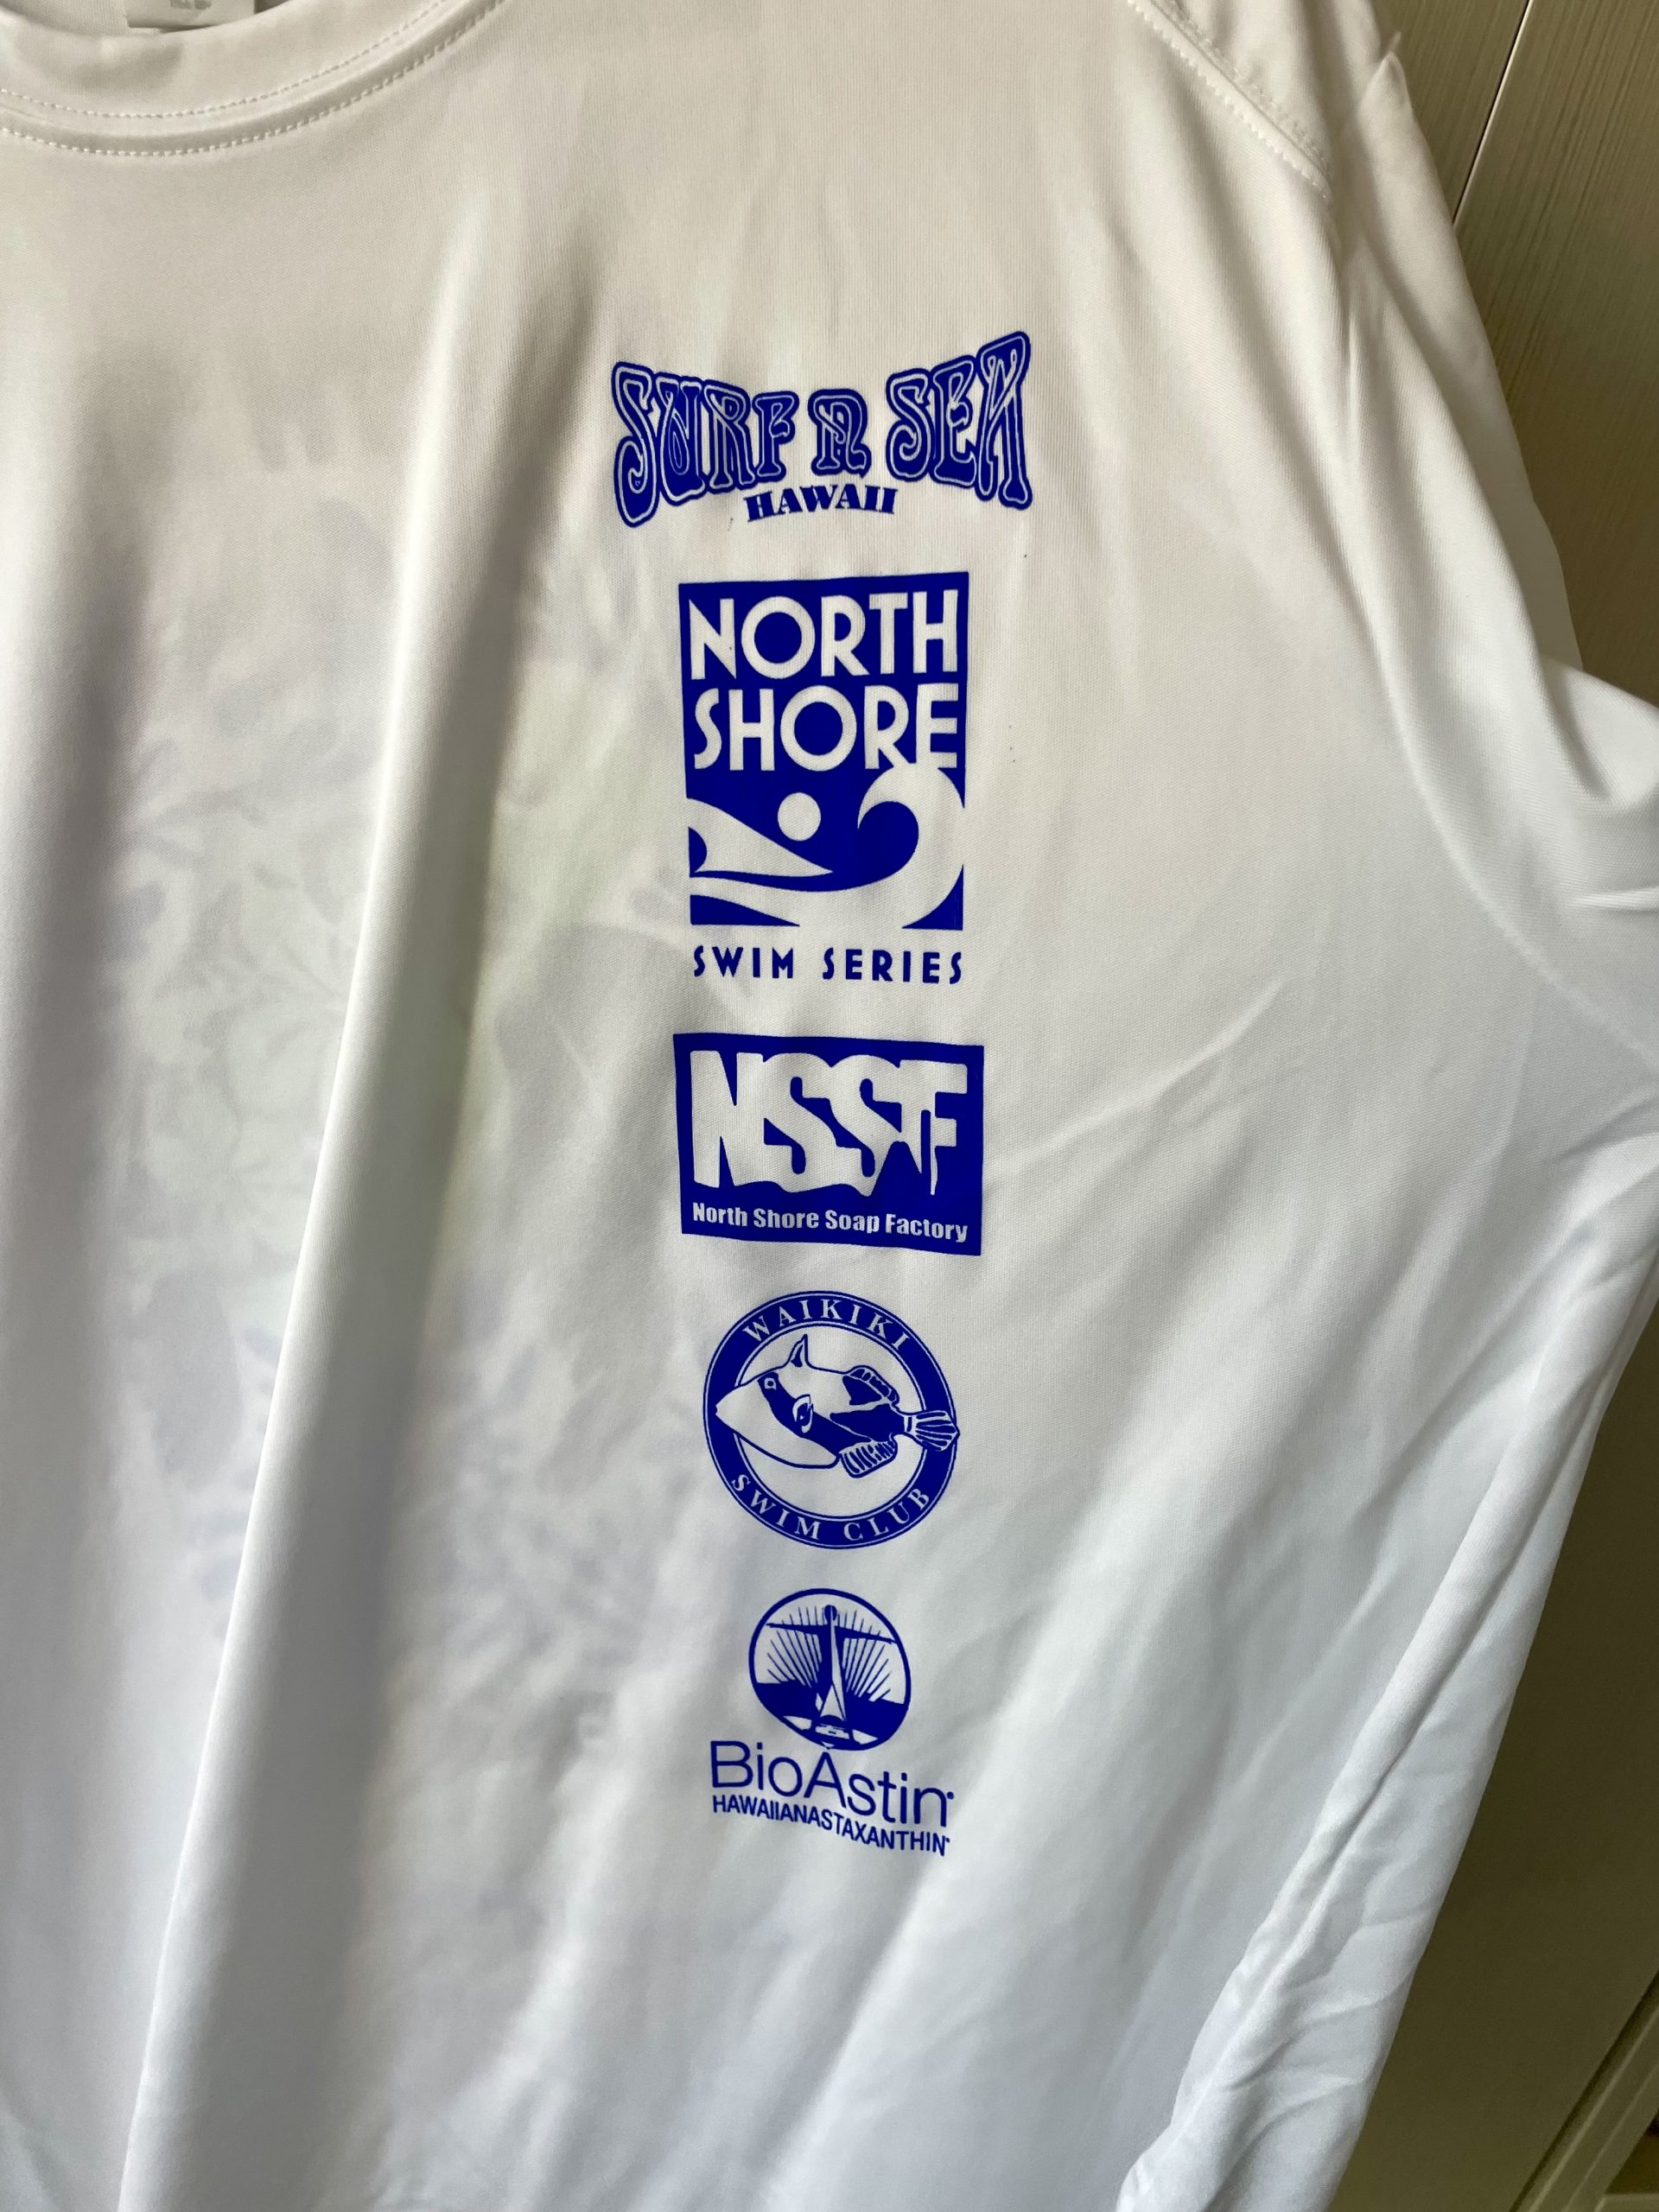 SURF N SEA
HAWAII
NORTH
SHORE
SWIM SERIES
NSSF
North Shore Soap Factory
WAIKIKI
SWIM CLUB
BioAstin
HAWAIIANASTAXANTHIN